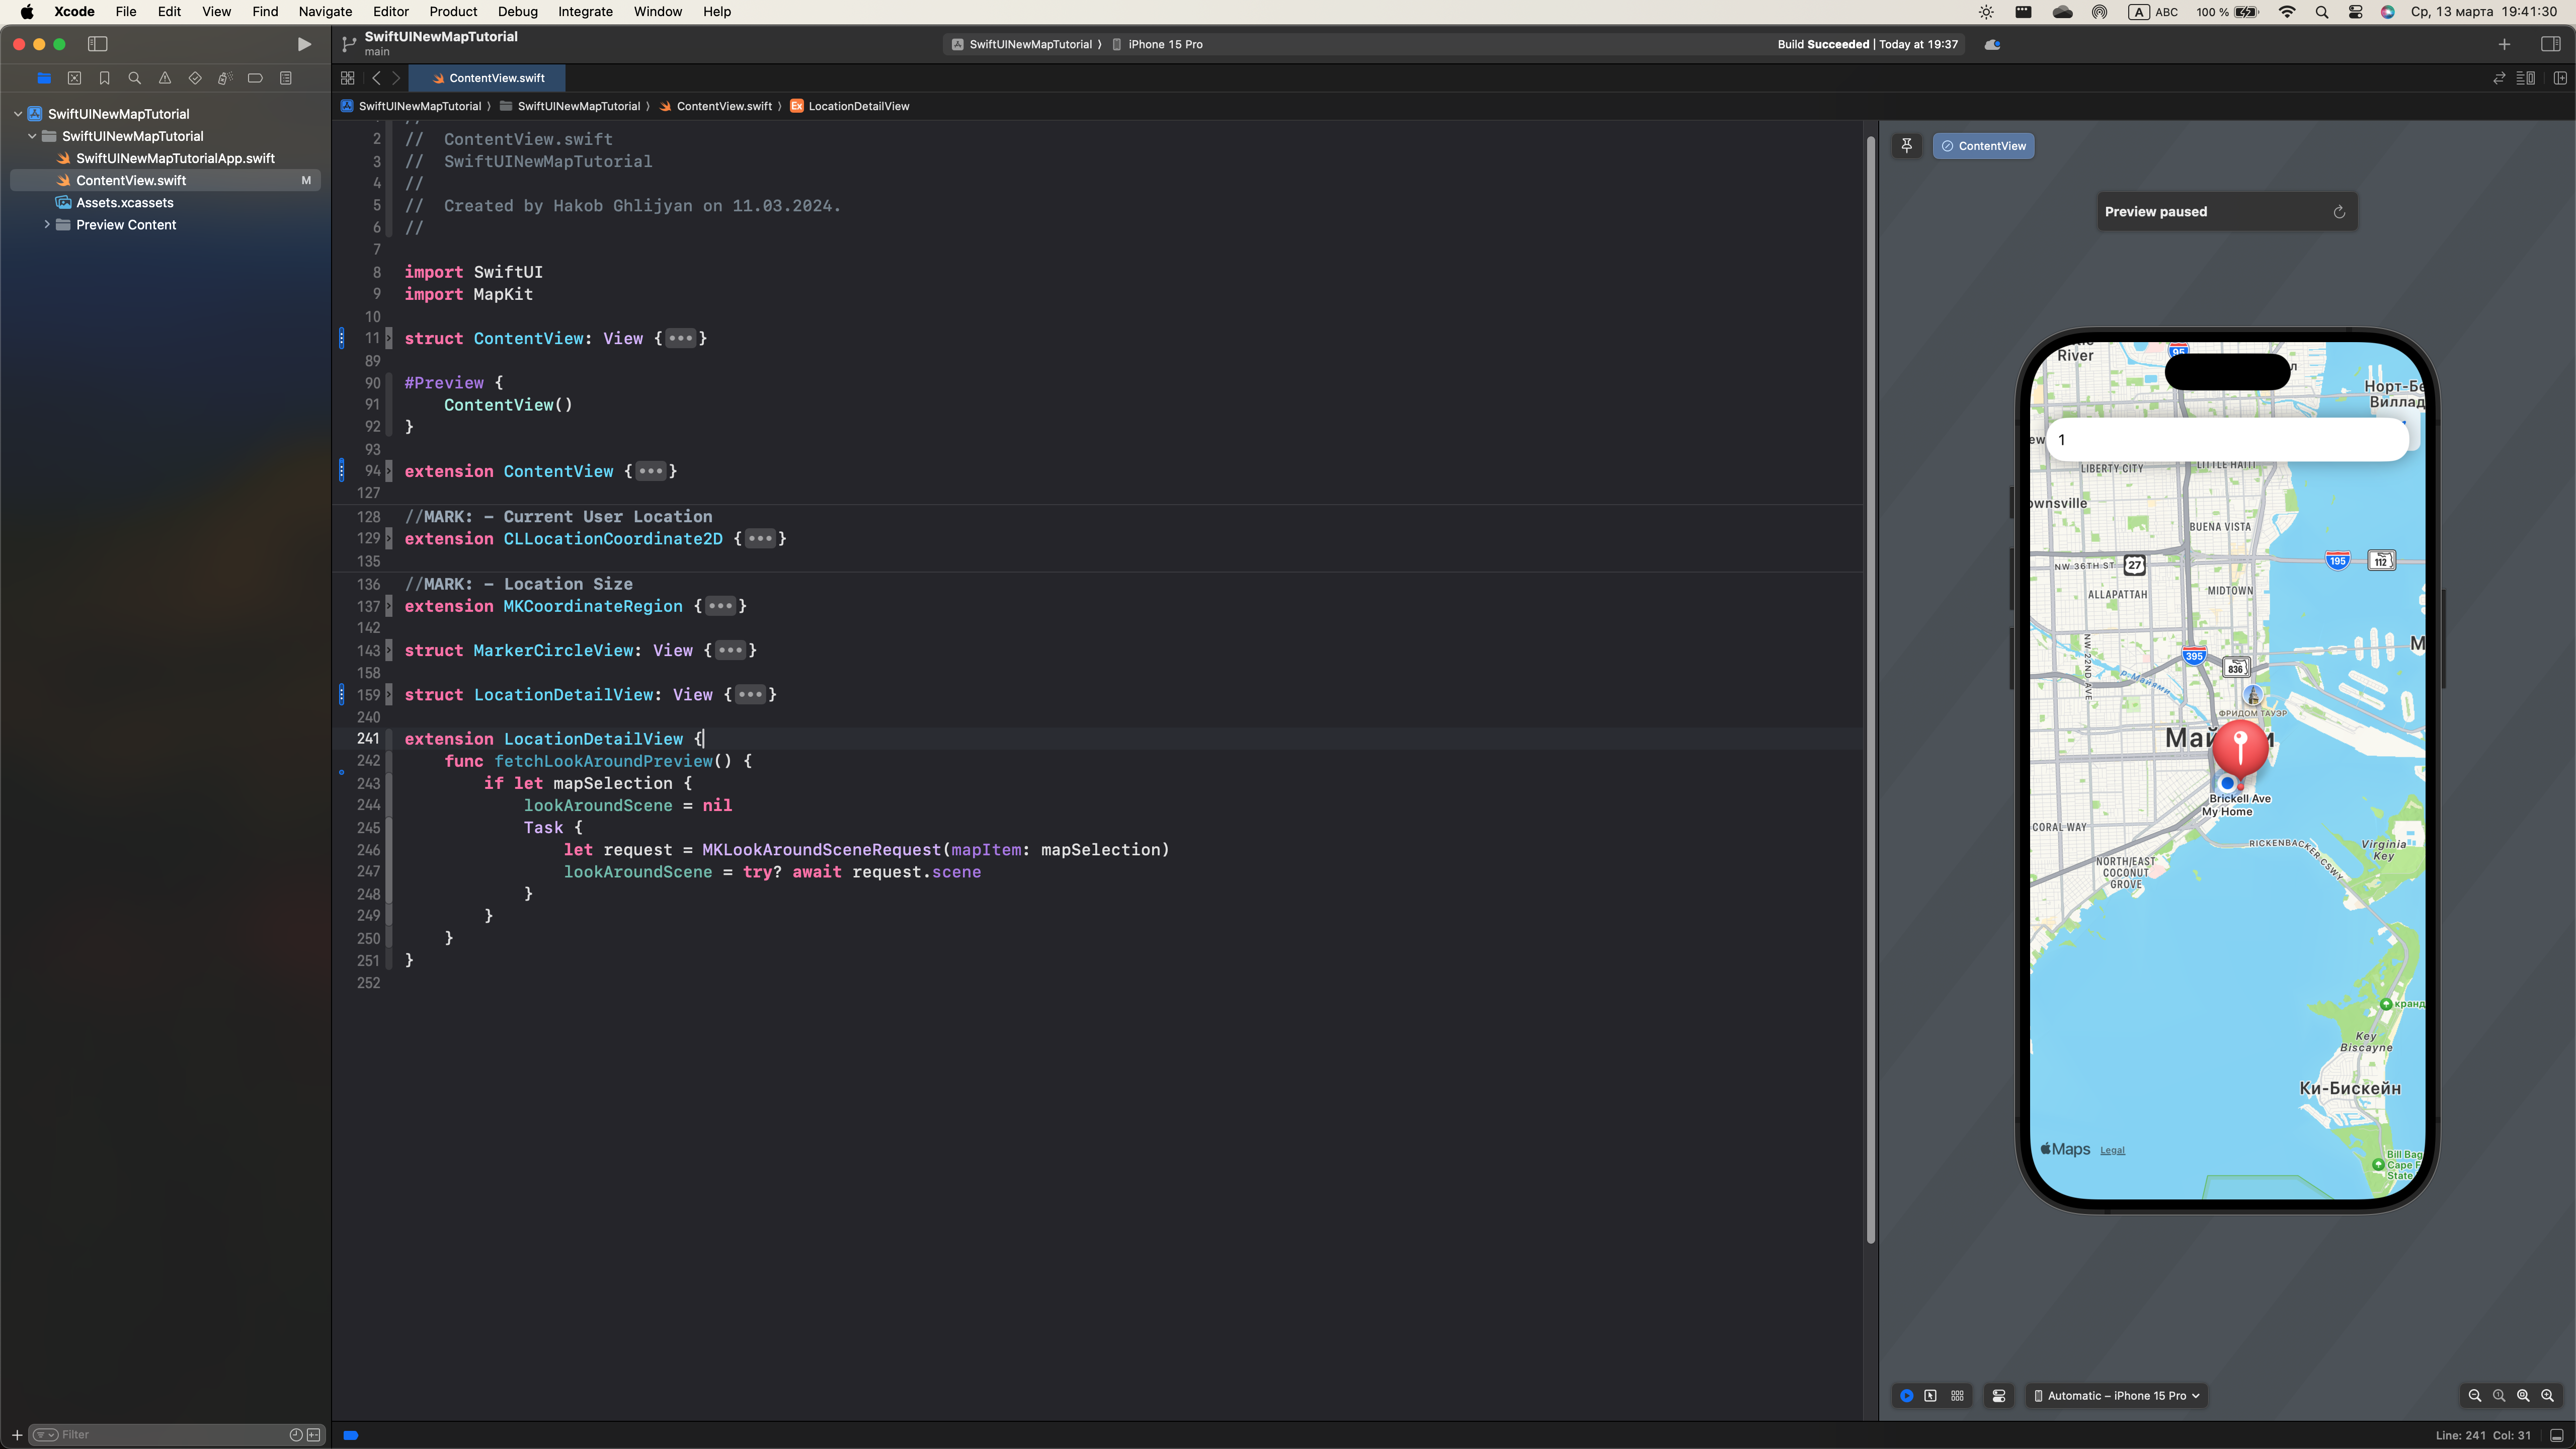 Xcode File Edit View Find Navigate Editor Product Debug Integrate Window Help
A ABC 100 % Ср, 13 марта 19:41:30
SwiftUINewMapTutorial
main
SwiftUINewMapTutorial 〉 iPhone 15 Pro
Build Succeeded | Today at 19:37
ContentView.swift
SwiftUINewMapTutorial 〉 SwiftUINewMapTutorial 〉 ContentView.swift 〉 Ex LocationDetailView
SwiftUINewMapTutorial
SwiftUINewMapTutorial
SwiftUINewMapTutorialApp.swift
ContentView.swift M
Assets.xcassets
Preview Content
Filter
2 //  ContentView.swift
3 //  SwiftUINewMapTutorial
4 //
5 //  Created by Hakob Ghlijyan on 11.03.2024.
6 //
7
8 import SwiftUI
9 import MapKit
10
11 struct ContentView: View {•••}
89
90 #Preview {
91     ContentView()
92 }
93
94 extension ContentView {•••}
127
128 //MARK: - Current User Location
129 extension CLLocationCoordinate2D {•••}
135
136 //MARK: - Location Size
137 extension MKCoordinateRegion {•••}
142
143 struct MarkerCircleView: View {•••}
158
159 struct LocationDetailView: View {•••}
240
241 extension LocationDetailView {
242     func fetchLookAroundPreview() {
243         if let mapSelection {
244             lookAroundScene = nil
245             Task {
246                 let request = MKLookAroundSceneRequest(mapItem: mapSelection)
247                 lookAroundScene = try? await request.scene
248             }
249         }
250     }
251 }
252
ContentView
Preview paused
River
95
Норт-Бе
Виллад
1
LIBERTY CITY
LITTLE HAITI
ownsville
BUENA VISTA
195
112
NW 36TH ST
27
ALLAPATTAH
MIDTOWN
NW 22ND AVE
395
836
р. Майями
ФРИДОМ ТАУЭР
Brickell Ave
My Home
CORAL WAY
RICKENBACKER CSWY
Virginia
Key
NORTH/EAST
COCONUT
GROVE
кранд
Key
Biscayne
Ки-Бискейн
Maps Legal
Bill Bag
Cape F
State
Automatic – iPhone 15 Pro
Line: 241 Col: 31